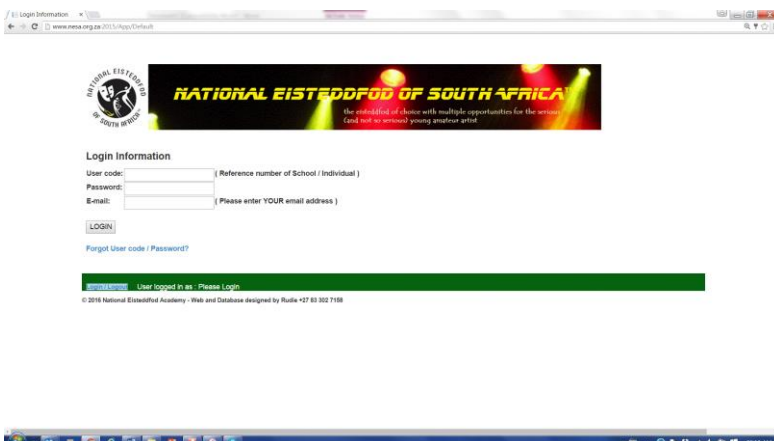 Login Information
www.nesa.org.za:2015/App/Default
NATIONAL EISTEDDFOD
OF SOUTH AFRICA
NATIONAL EISTEDDFOD OF SOUTH AFRICA
the eisteddfod of choice with multiple opportunities for the serious
(and not so serious) young amateur artist
Login Information
User code: ( Reference number of School / Individual )
Password:
E-mail: ( Please enter YOUR email address )
LOGIN
Forgot User code / Password?
Login / Logout User logged in as : Please Login
© 2016 National Eisteddfod Academy - Web and Database designed by Rudie +27 83 302 7158